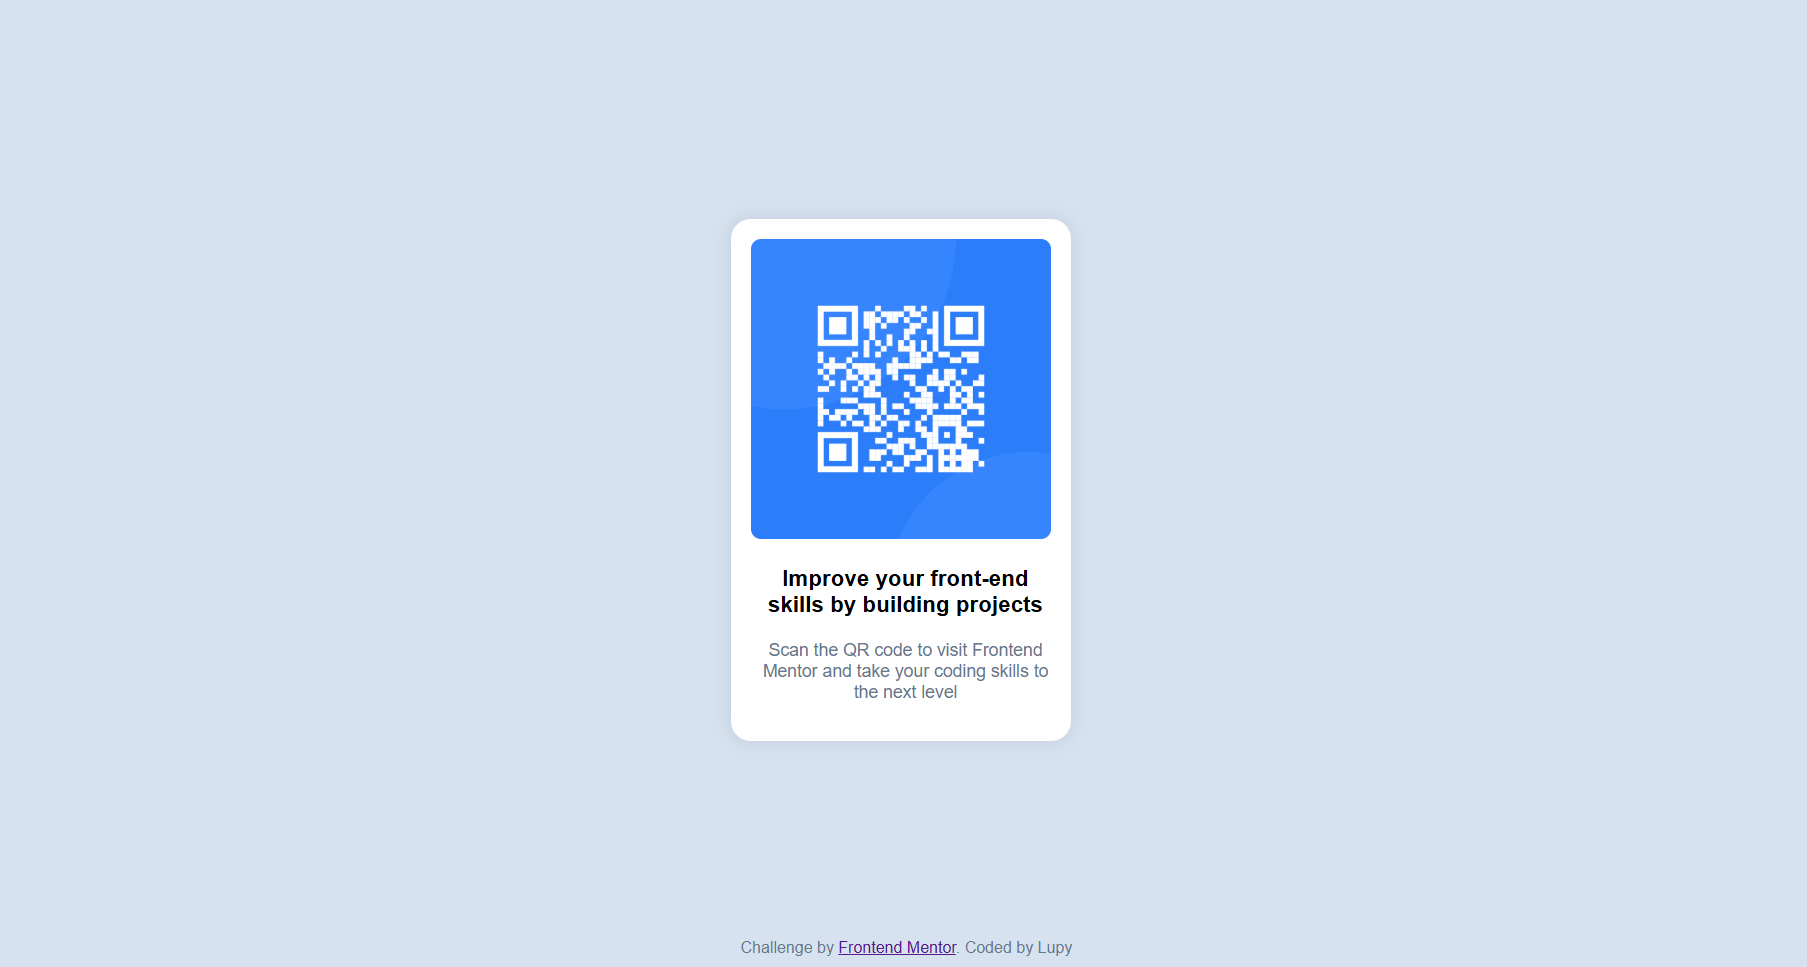 Improve your front-end
skills by building projects
Scan the QR code to visit Frontend
Mentor and take your coding skills to
the next level
Challenge by Frontend Mentor. Coded by Lupy